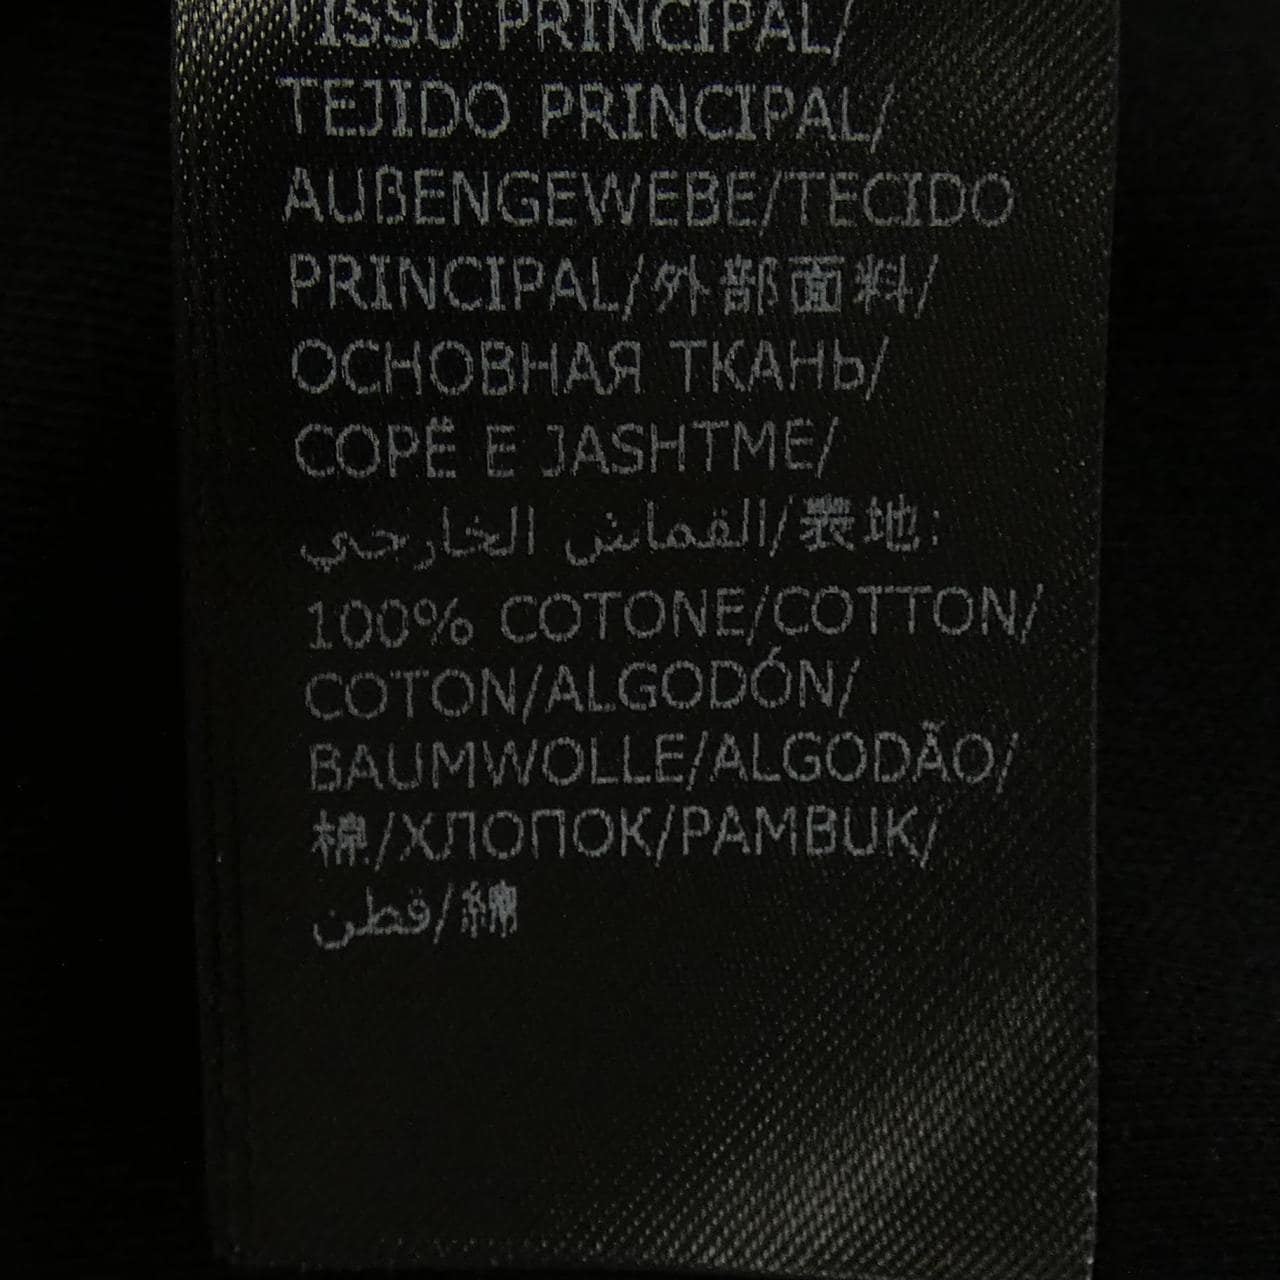 TISSU PRINCIPAL/
TEJIDO PRINCIPAL/
AUßENGEWEBE/TECIDO
PRINCIPAL/外部面料/
ОСНОВНАЯ ТКАНЬ/
COPË E JASHTME/
القماش الخارجي/表地:
100% COTONE/COTTON/
COTON/ALGODÓN/
BAUMWOLLE/ALGODÃO/
棉/ХЛОПОК/PAMBUK/
قطن/綿